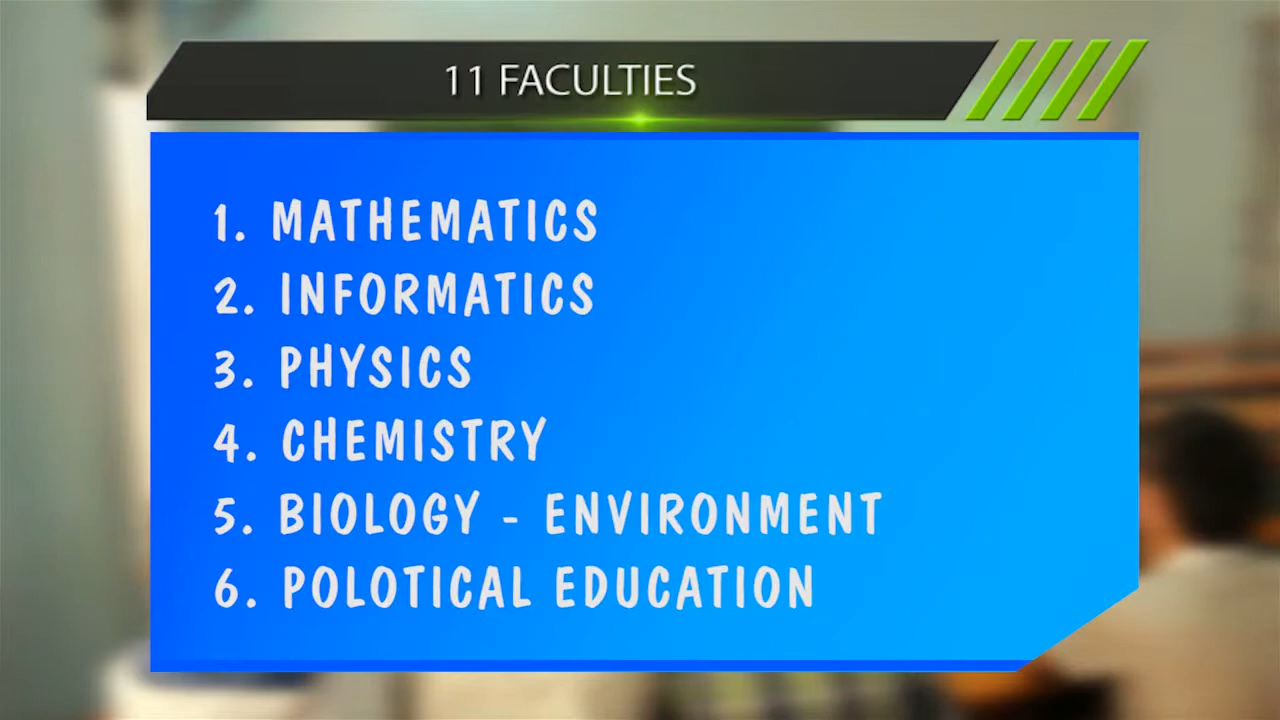 11 FACULTIES
1. MATHEMATICS
2. INFORMATICS
3. PHYSICS
4. CHEMISTRY
5. BIOLOGY - ENVIRONMENT
6. POLOTICAL EDUCATION